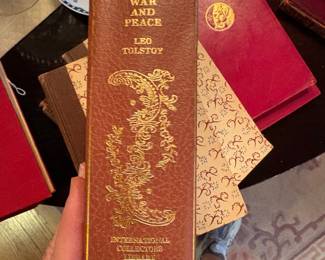 WAR
AND
PEACE
LEO
TOLSTOY
INTERNATIONAL
COLLECTORS
LIBRARY